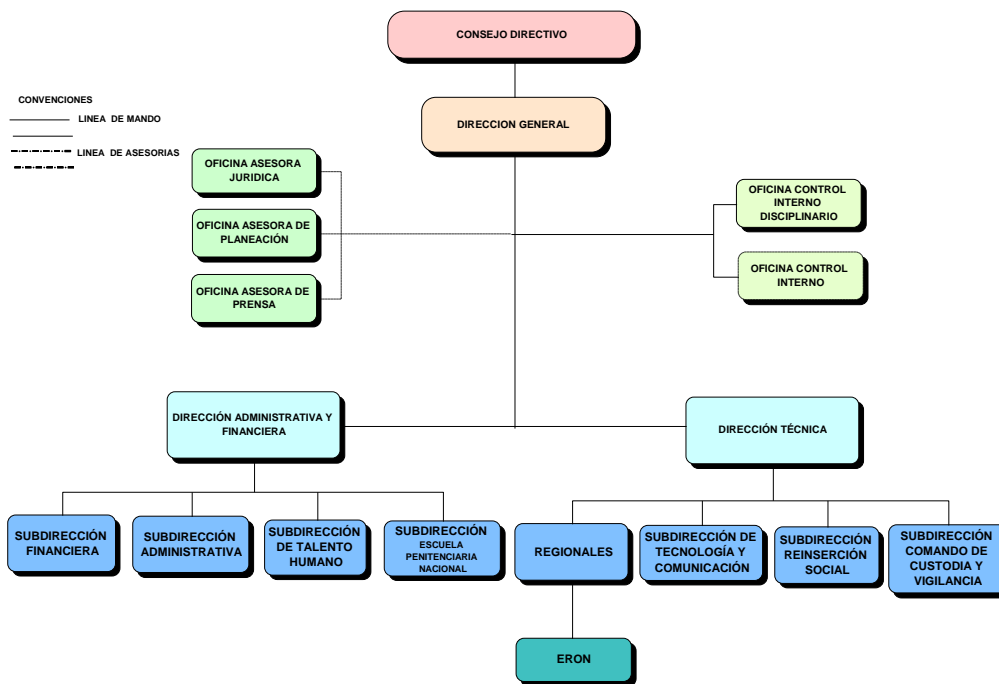 CONSEJO DIRECTIVO
CONVENCIONES
LINEA DE MANDO
LINEA DE ASESORIAS
DIRECCION GENERAL
OFICINA ASESORA
JURIDICA
OFICINA ASESORA DE
PLANEACIÓN
OFICINA ASESORA DE
PRENSA
OFICINA CONTROL
INTERNO
DISCIPLINARIO
OFICINA CONTROL
INTERNO
DIRECCIÓN ADMINISTRATIVA Y
FINANCIERA
DIRECCIÓN TÉCNICA
SUBDIRECCIÓN
FINANCIERA
SUBDIRECCIÓN
ADMINISTRATIVA
SUBDIRECCIÓN
DE TALENTO
HUMANO
SUBDIRECCIÓN
ESCUELA
PENITENCIARIA
NACIONAL
REGIONALES
SUBDIRECCIÓN DE
TECNOLOGÍA Y
COMUNICACIÓN
SUBDIRECCIÓN
REINSERCIÓN
SOCIAL
SUBDIRECCIÓN
COMANDO DE
CUSTODIA Y
VIGILANCIA
ERON